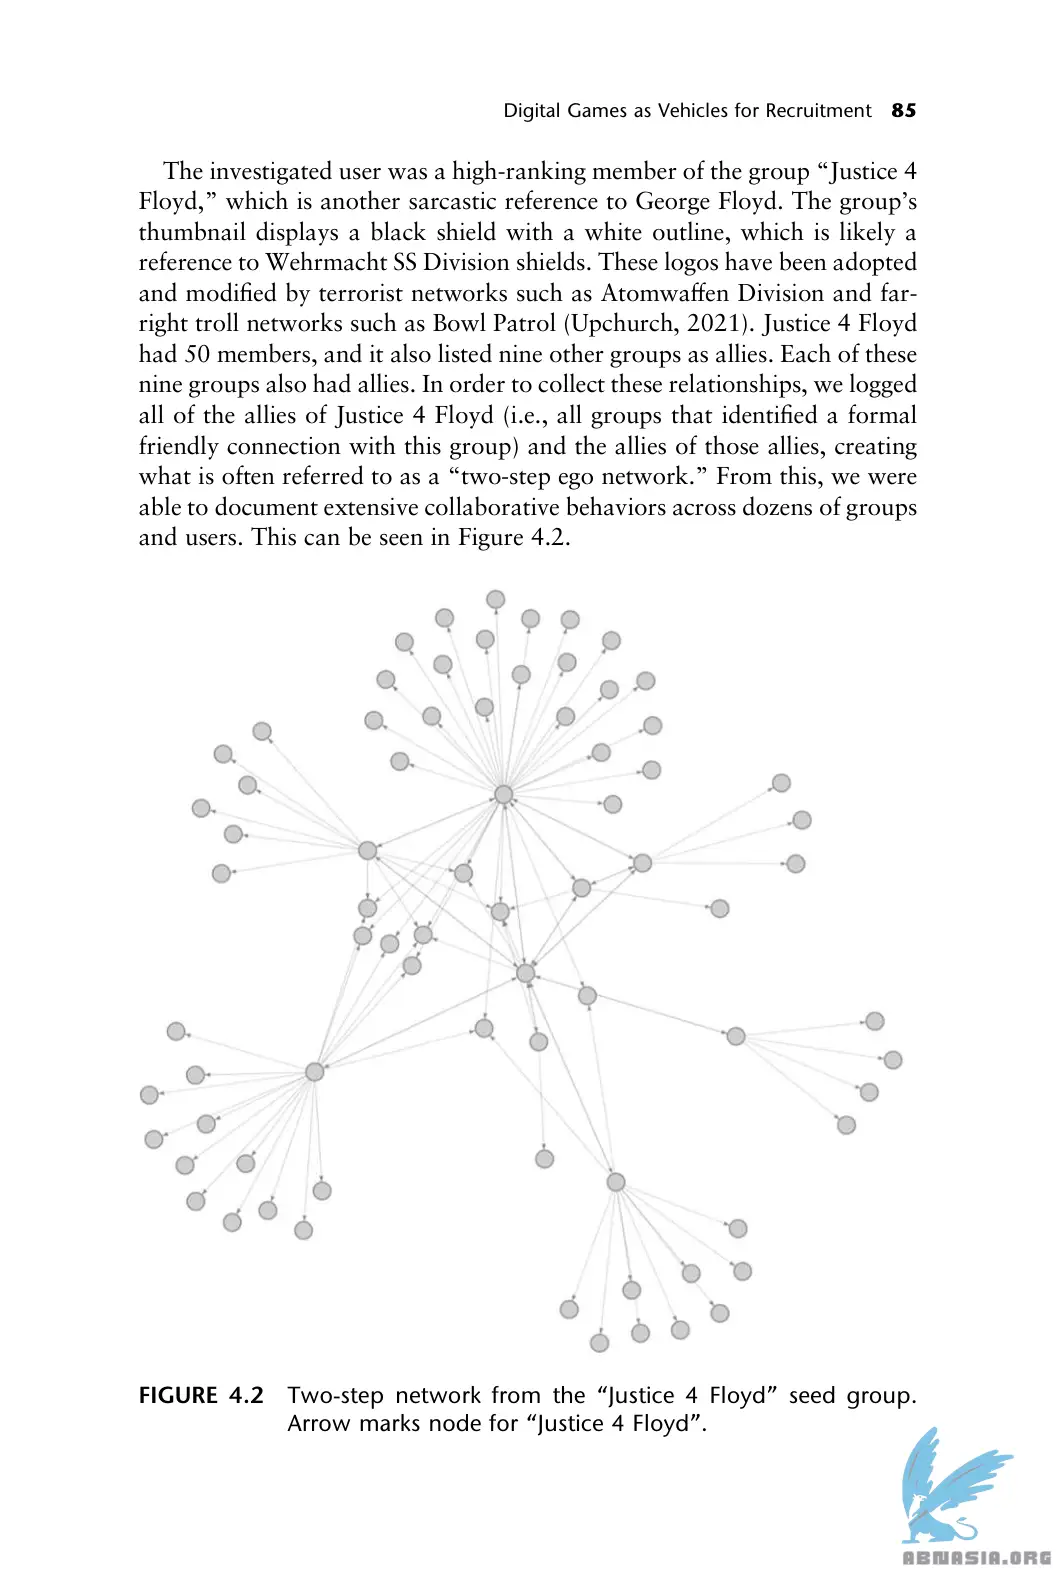 Digital Games as Vehicles for Recruitment 85
The investigated user was a high-ranking member of the group “Justice 4
Floyd,” which is another sarcastic reference to George Floyd. The group’s
thumbnail displays a black shield with a white outline, which is likely a
reference to Wehrmacht SS Division shields. These logos have been adopted
and modified by terrorist networks such as Atomwaffen Division and far-
right troll networks such as Bowl Patrol (Upchurch, 2021). Justice 4 Floyd
had 50 members, and it also listed nine other groups as allies. Each of these
nine groups also had allies. In order to collect these relationships, we logged
all of the allies of Justice 4 Floyd (i.e., all groups that identified a formal
friendly connection with this group) and the allies of those allies, creating
what is often referred to as a “two-step ego network.” From this, we were
able to document extensive collaborative behaviors across dozens of groups
and users. This can be seen in Figure 4.2.
FIGURE 4.2 Two-step network from the “Justice 4 Floyd” seed group.
Arrow marks node for “Justice 4 Floyd”.
ABNASIA.ORG